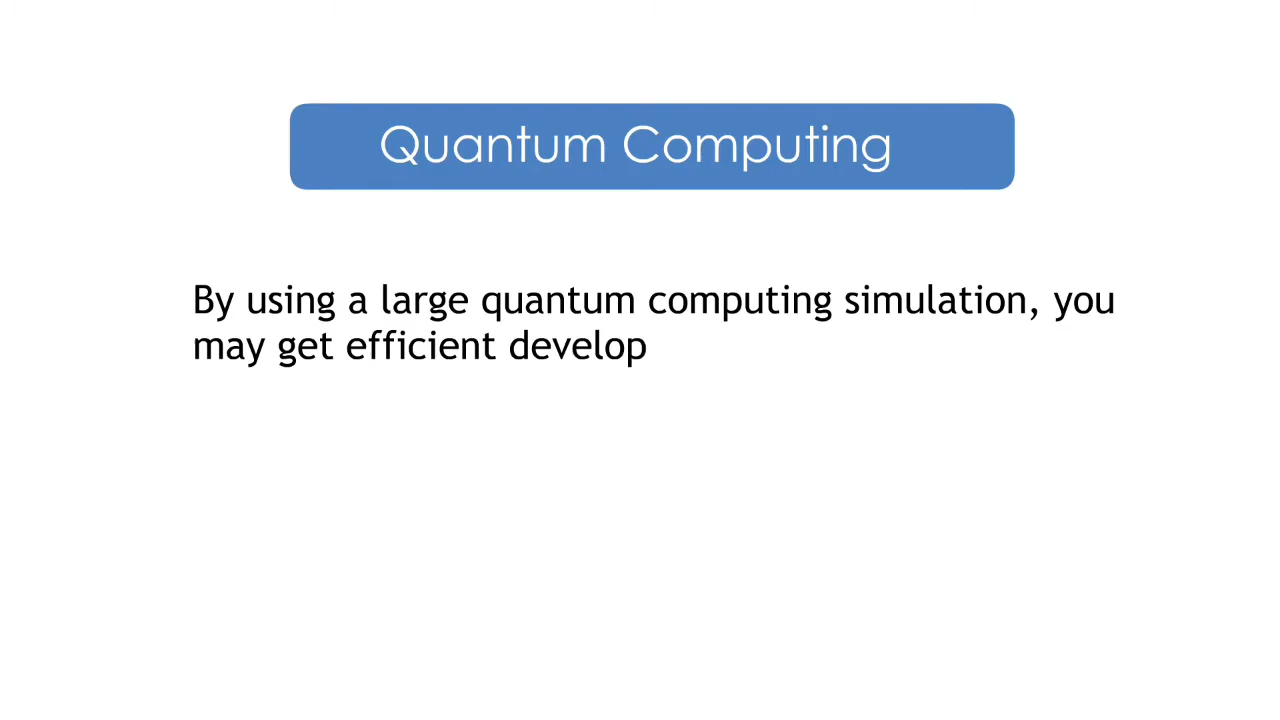 Quantum Computing
By using a large quantum computing simulation, you
may get efficient develop